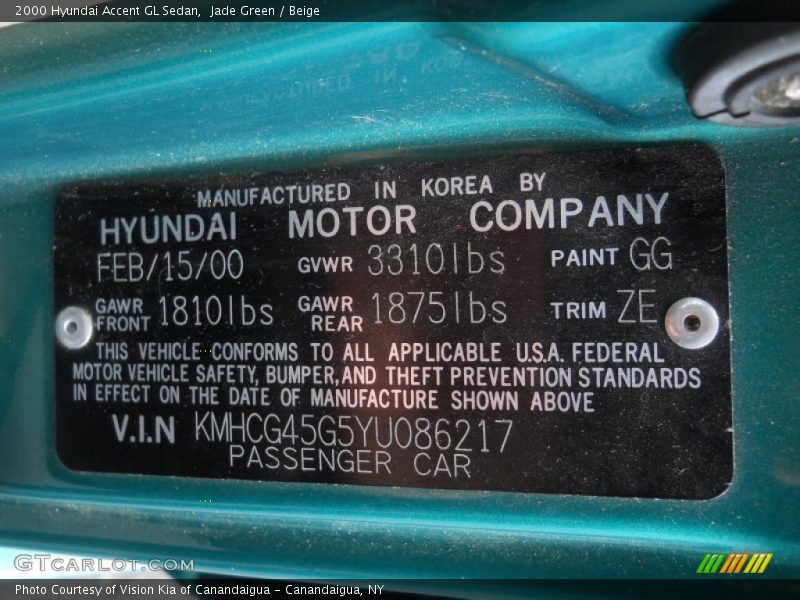 2000 Hyundai Accent GL Sedan,  Jade Green / Beige
MANUFACTURED IN KOREA BY
HYUNDAI MOTOR COMPANY
FEB/15/00 GVWR 3310lbs PAINT GG
GAWR FRONT 1810lbs GAWR REAR 1875lbs TRIM ZE
THIS VEHICLE CONFORMS TO ALL APPLICABLE U.S.A. FEDERAL
MOTOR VEHICLE SAFETY, BUMPER, AND THEFT PREVENTION STANDARDS
IN EFFECT ON THE DATE OF MANUFACTURE SHOWN ABOVE
V.I.N KMHCG45G5YU086217
PASSENGER CAR
GTCARLOT.COM
Photo Courtesy of Vision Kia of Canandaigua - Canandaigua, NY